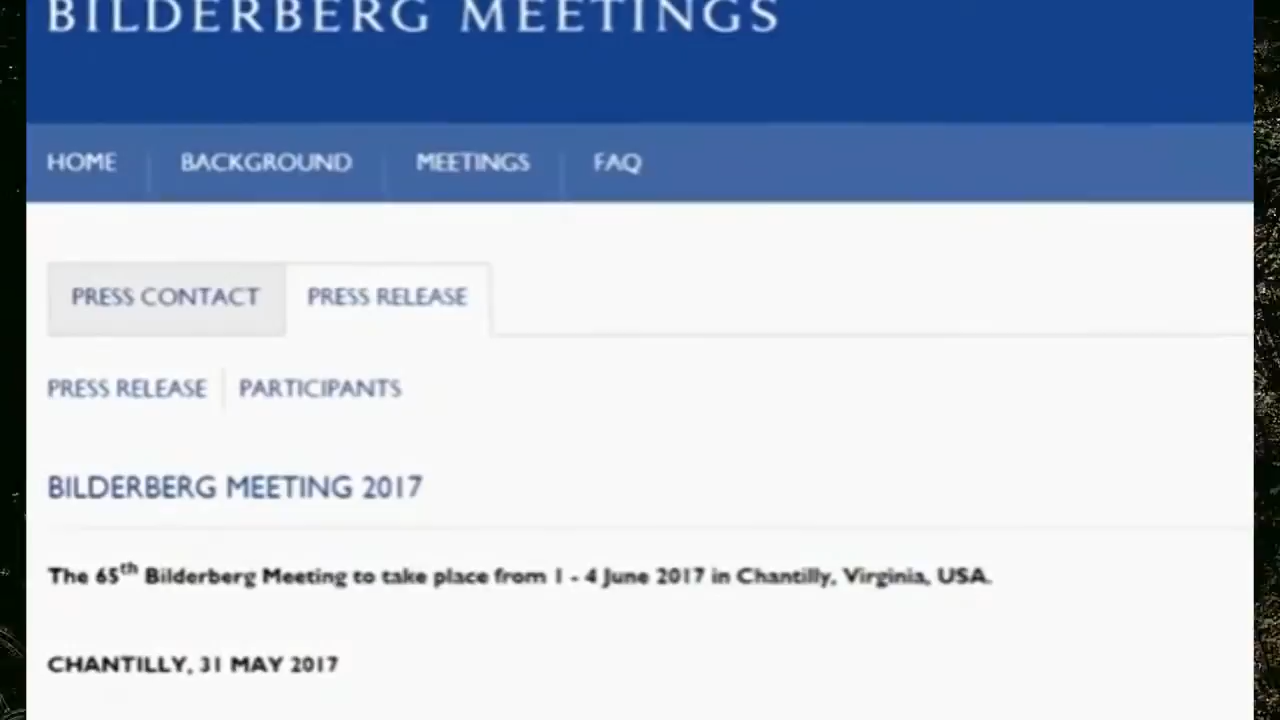 BILDERBERG MEETINGS
HOME BACKGROUND MEETINGS FAQ
PRESS CONTACT PRESS RELEASE
PRESS RELEASE PARTICIPANTS
BILDERBERG MEETING 2017
The 65th Bilderberg Meeting to take place from 1 - 4 June 2017 in Chantilly, Virginia, USA.
CHANTILLY, 31 MAY 2017